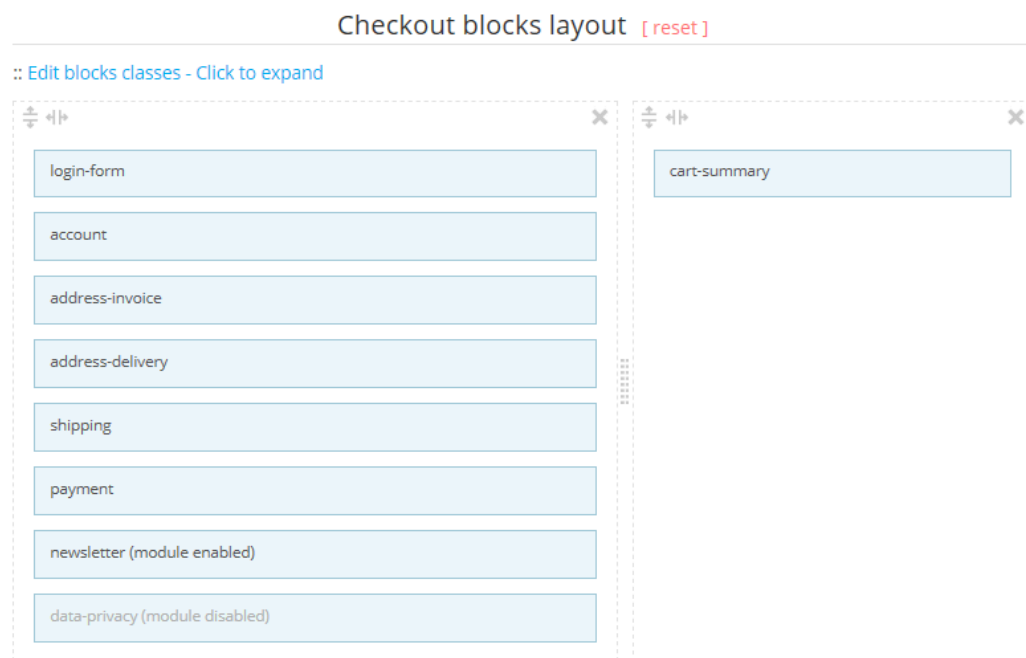 Checkout blocks layout [ reset ]
:: Edit blocks classes - Click to expand
login-form
account
address-invoice
address-delivery
shipping
payment
newsletter (module enabled)
data-privacy (module disabled)
cart-summary